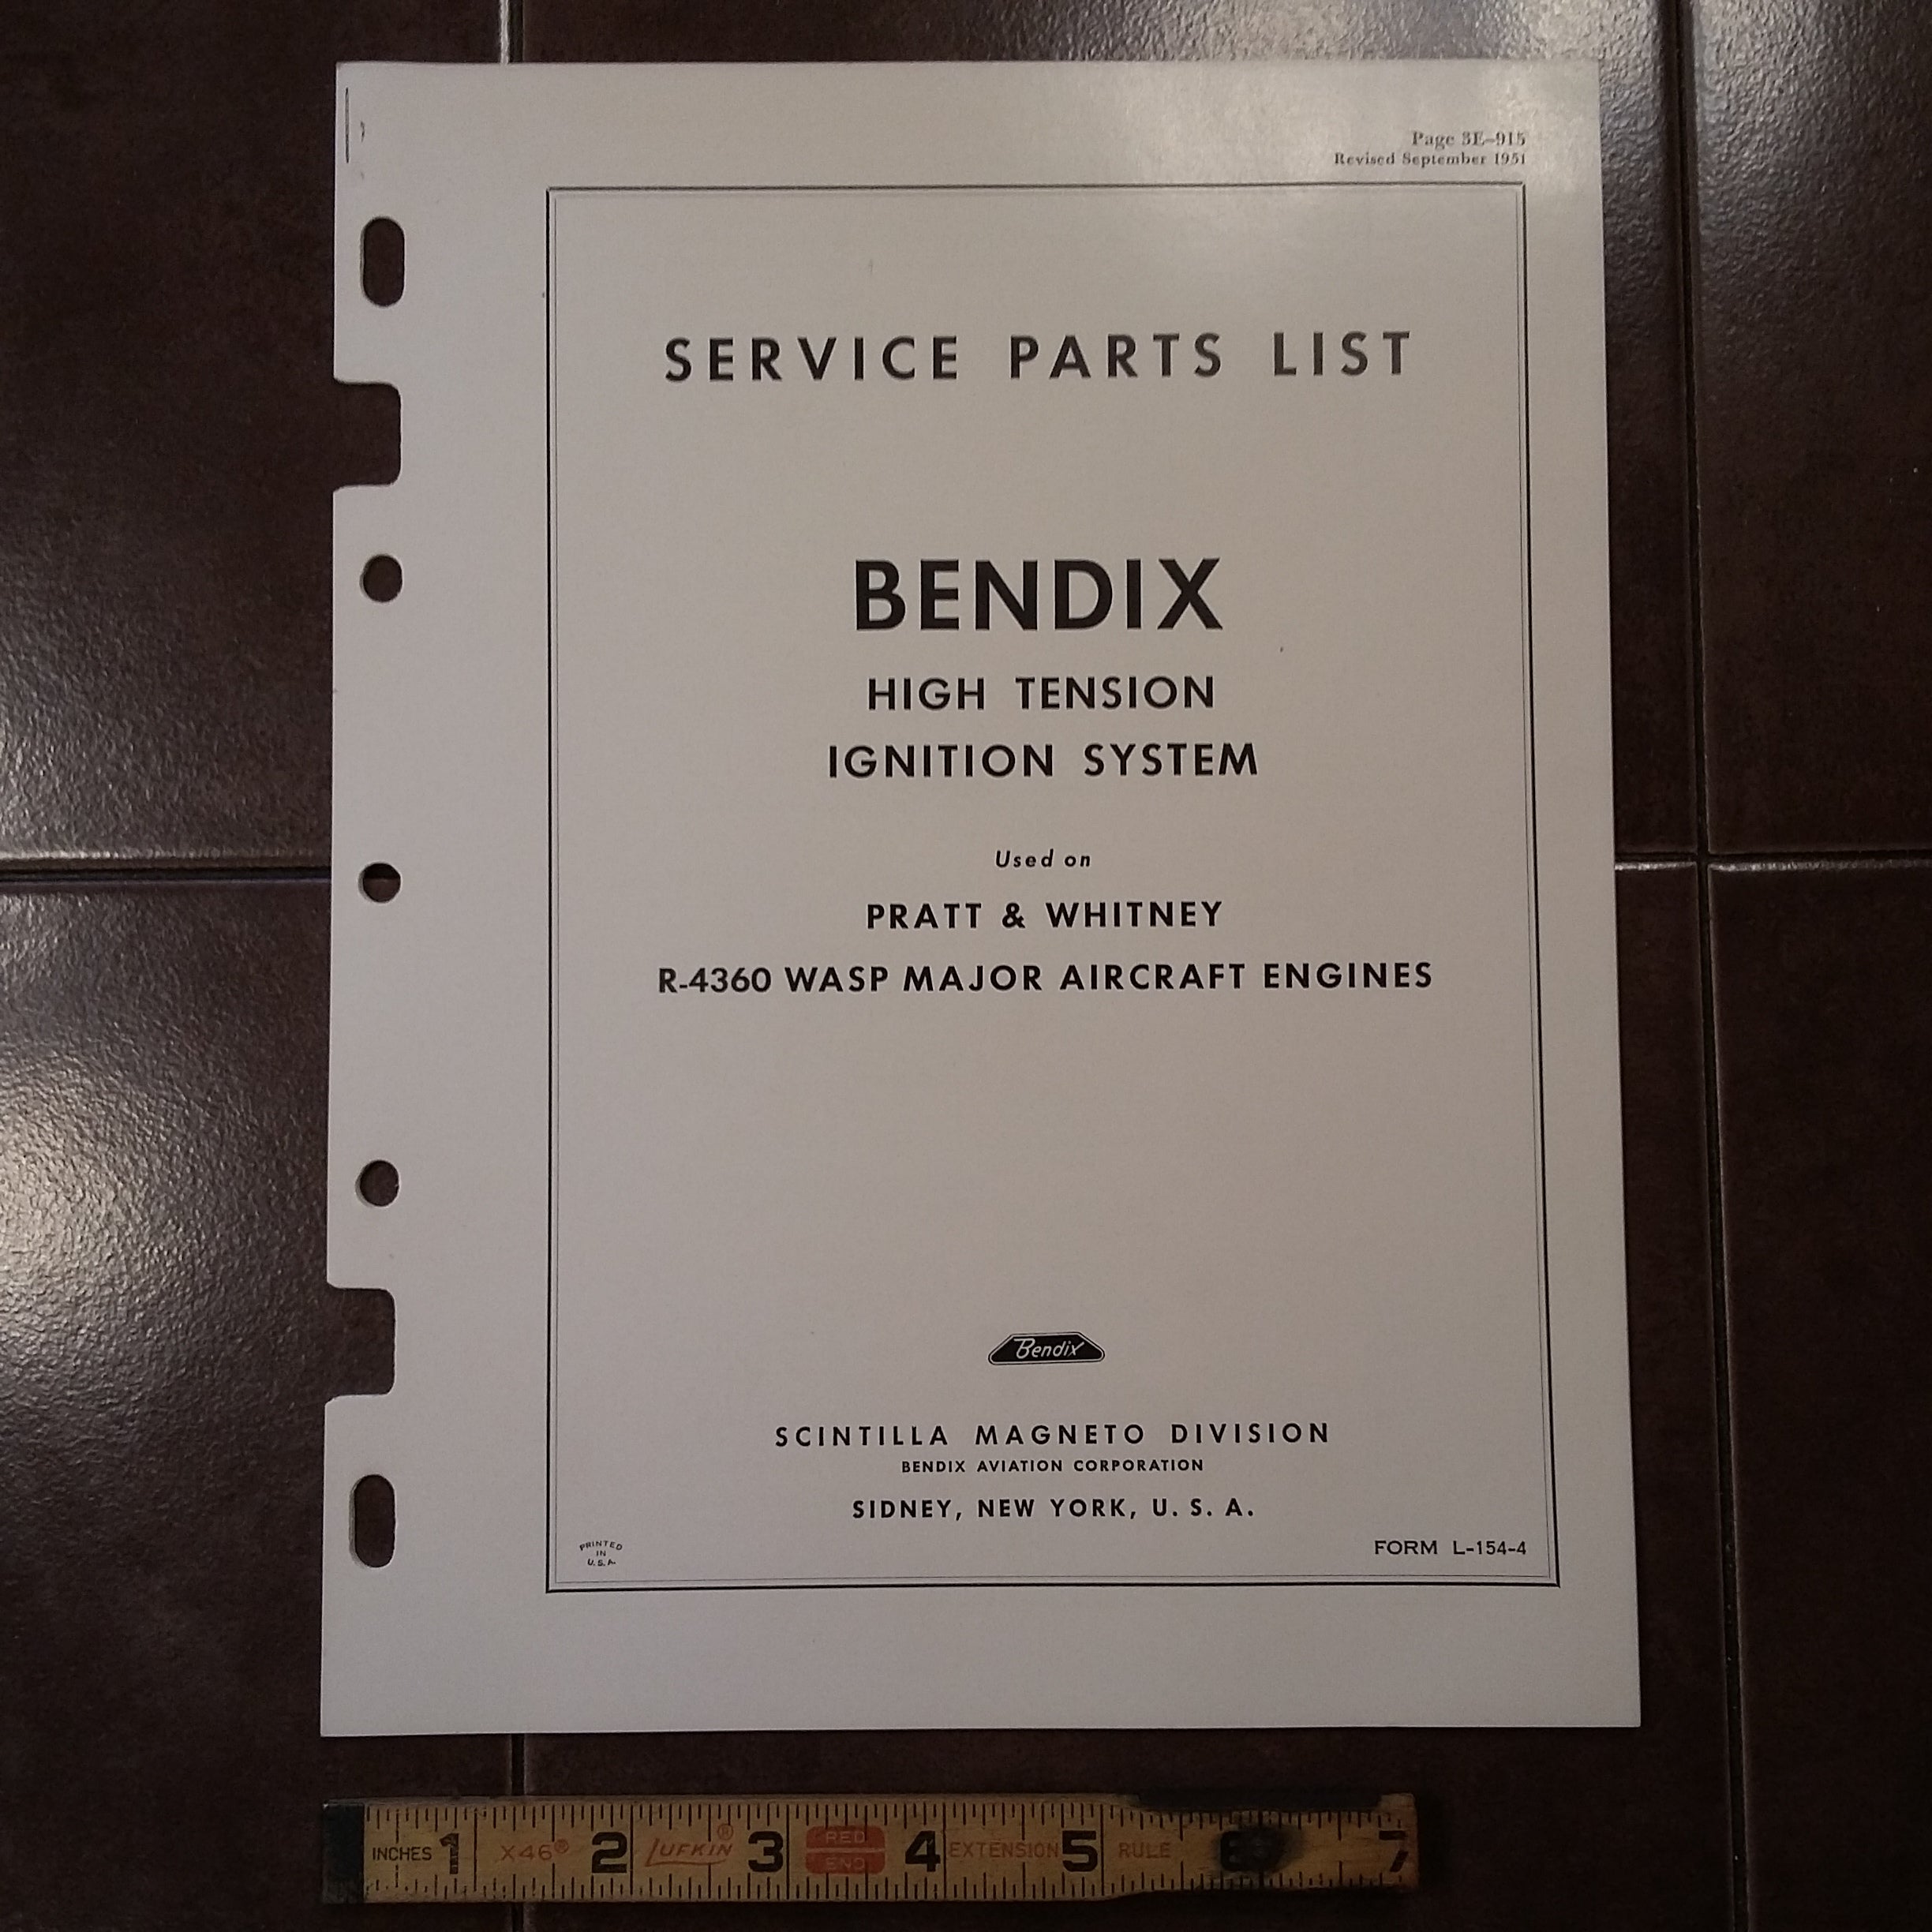 Page 3E-915
Revised September 1951
SERVICE PARTS LIST
BENDIX
HIGH TENSION
IGNITION SYSTEM
Used on
PRATT & WHITNEY
R-4360 WASP MAJOR AIRCRAFT ENGINES
Bendix
SCINTILLA MAGNETO DIVISION
BENDIX AVIATION CORPORATION
SIDNEY, NEW YORK, U. S. A.
PRINTED
IN
U.S.A.
FORM L-154-4
INCHES 1 X46® 2 LUFKIN® 3 RED END 4 EXTENSION 5 RULE 6 7